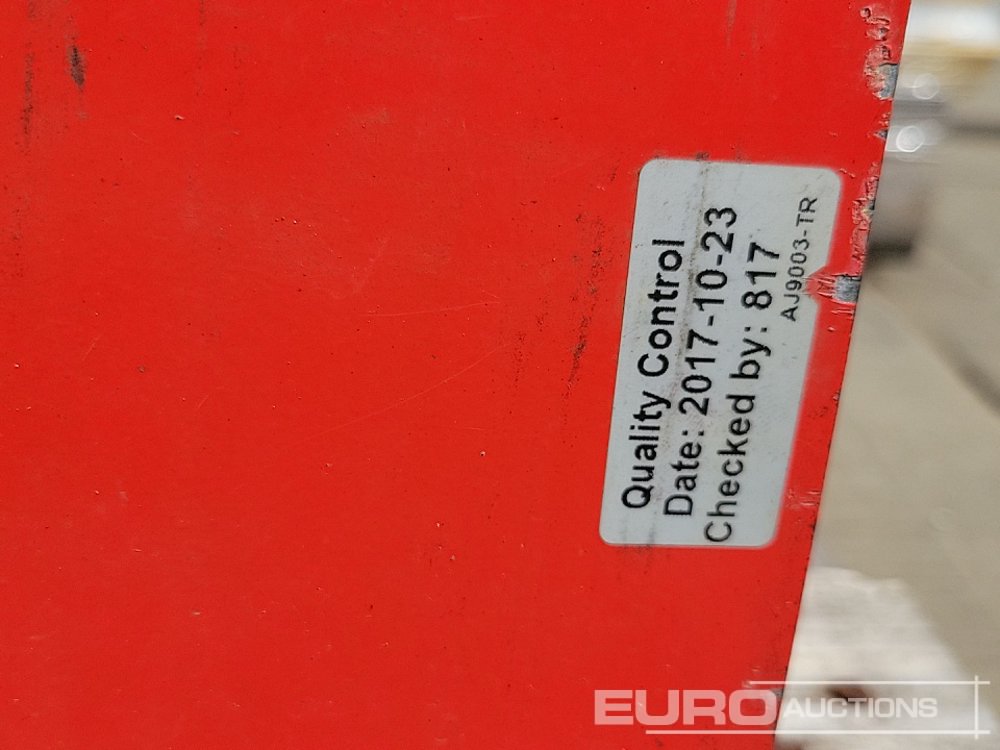 Quality Control
Date: 2017-10-23
Checked by: 817
AJ9003-TR
EURO AUCTIONS